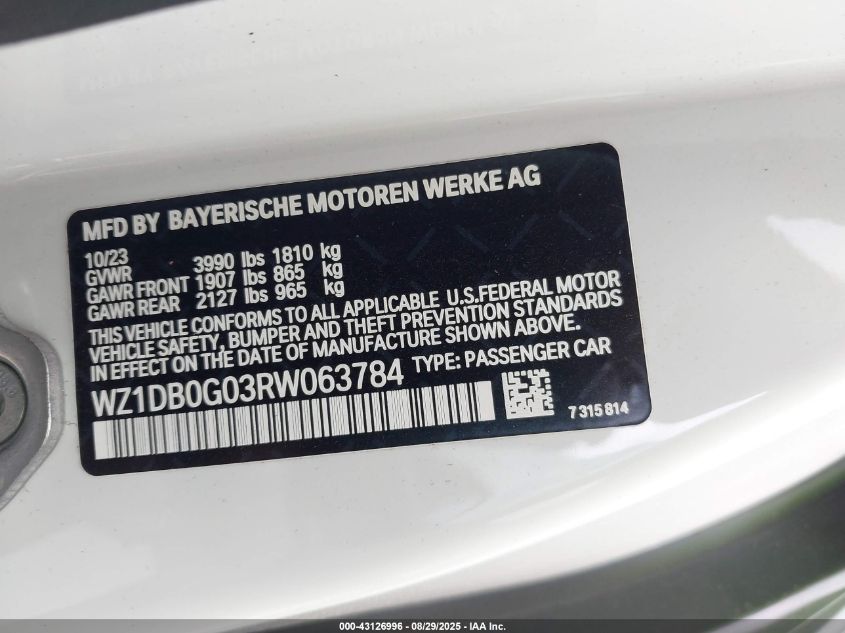 MFD BY BAYERISCHE MOTOREN WERKE AG
10/23
GVWR 3990 lbs 1810 kg
GAWR FRONT 1907 lbs 865 kg
GAWR REAR 2127 lbs 965 kg
THIS VEHICLE CONFORMS TO ALL APPLICABLE U.S.FEDERAL MOTOR
VEHICLE SAFETY, BUMPER AND THEFT PREVENTION STANDARDS
IN EFFECT ON THE DATE OF MANUFACTURE SHOWN ABOVE.
WZ1DB0G03RW063784 TYPE: PASSENGER CAR
7 315 814
000-43126996 - 08/29/2025 - IAA Inc.